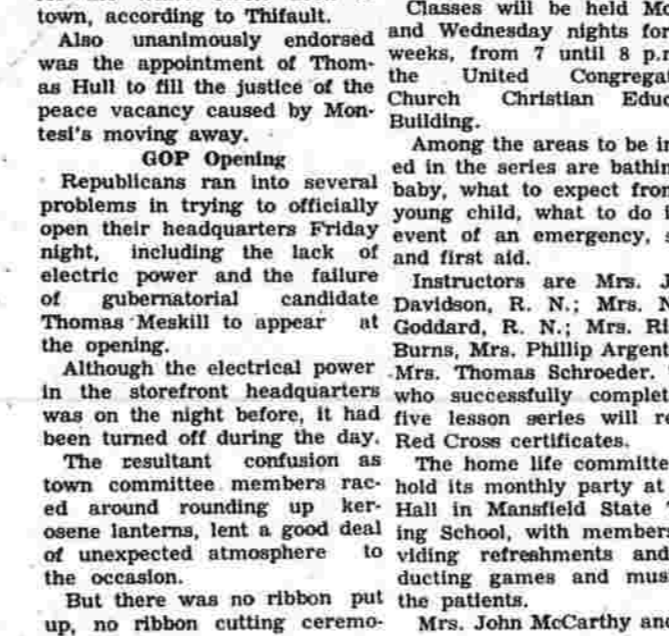 town, according to Thifault.
Also unanimously endorsed
was the appointment of Thom-
as Hull to fill the justice of the
peace vacancy caused by Mon-
tesi's moving away.
GOP Opening
Republicans ran into several
problems in trying to officially
open their headquarters Friday
night, including the lack of
electric power and the failure
of gubernatorial candidate
Thomas Meskill to appear at
the opening.
Although the electrical power
in the storefront headquarters
was on the night before, it had
been turned off during the day.
The resultant confusion as
town committee members rac-
ed around rounding up ker-
osene lanterns, lent a good deal
of unexpected atmosphere to
the occasion.
But there was no ribbon put
up, no ribbon cutting ceremo-
Classes will be held Mo
and Wednesday nights for
weeks, from 7 until 8 p.m
the United Congregat
Church Christian Educ
Building.
Among the areas to be in
ed in the series are bathin
baby, what to expect from
young child, what to do i
event of an emergency,
and first aid.
Instructors are Mrs. J
Davidson, R. N.; Mrs. N
Goddard, R. N.; Mrs. Ri
Burns, Mrs. Phillip Argent
Mrs. Thomas Schroeder.
who successfully complet
five lesson series will re
Red Cross certificates.
The home life committe
hold its monthly party at
Hall in Mansfield State
ing School, with members
viding refreshments and
ducting games and mus
the patients.
Mrs. John McCarthy and